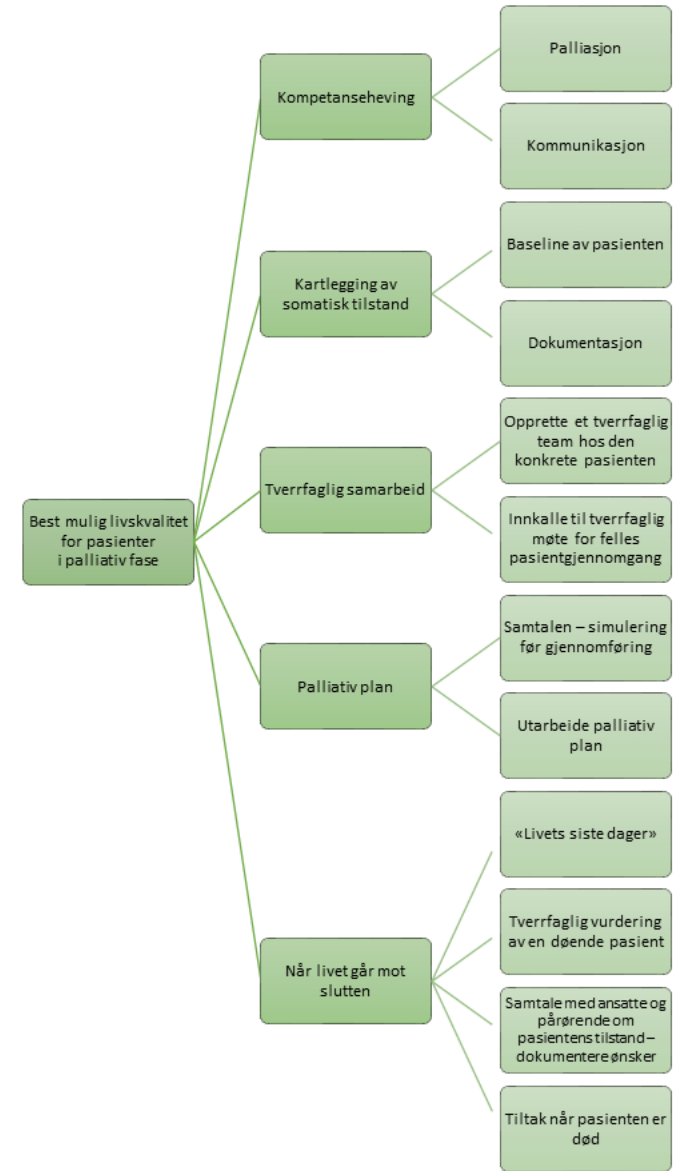 Best mulig livskvalitet
for pasienter
i palliativ fase
Kompetanseheving
Palliasjon
Kommunikasjon
Kartlegging av
somatisk tilstand
Baseline av pasienten
Dokumentasjon
Tverrfaglig samarbeid
Opprette et tverrfaglig
team hos den
konkrete pasienten
Innkalle til tverrfaglig
møte for felles
pasientgjennomgang
Palliativ plan
Samtalen – simulering
før gjennomføring
Utarbeide palliativ
plan
Når livet går mot
slutten
«Livets siste dager»
Tverrfaglig vurdering
av en døende pasient
Samtale med ansatte og
pårørende om
pasientens tilstand –
dokumentere ønsker
Tiltak når pasienten er
død